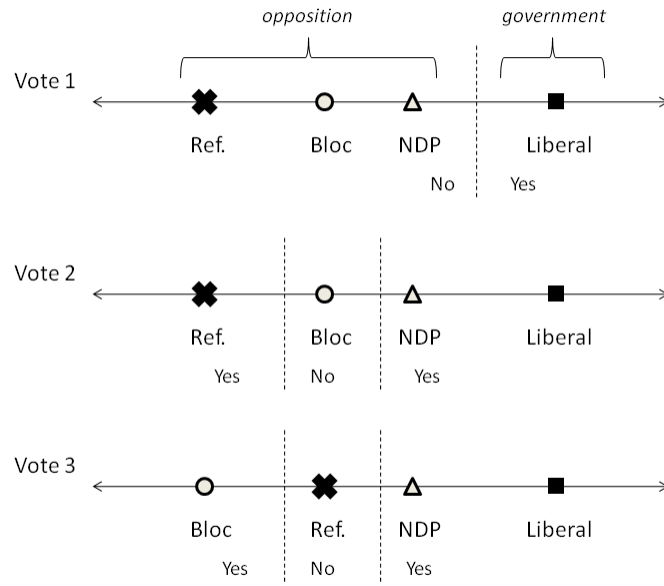 opposition government
Vote 1
Ref. Bloc NDP Liberal
No Yes
Vote 2
Ref. Bloc NDP Liberal
Yes No Yes
Vote 3
Bloc Ref. NDP Liberal
Yes No Yes